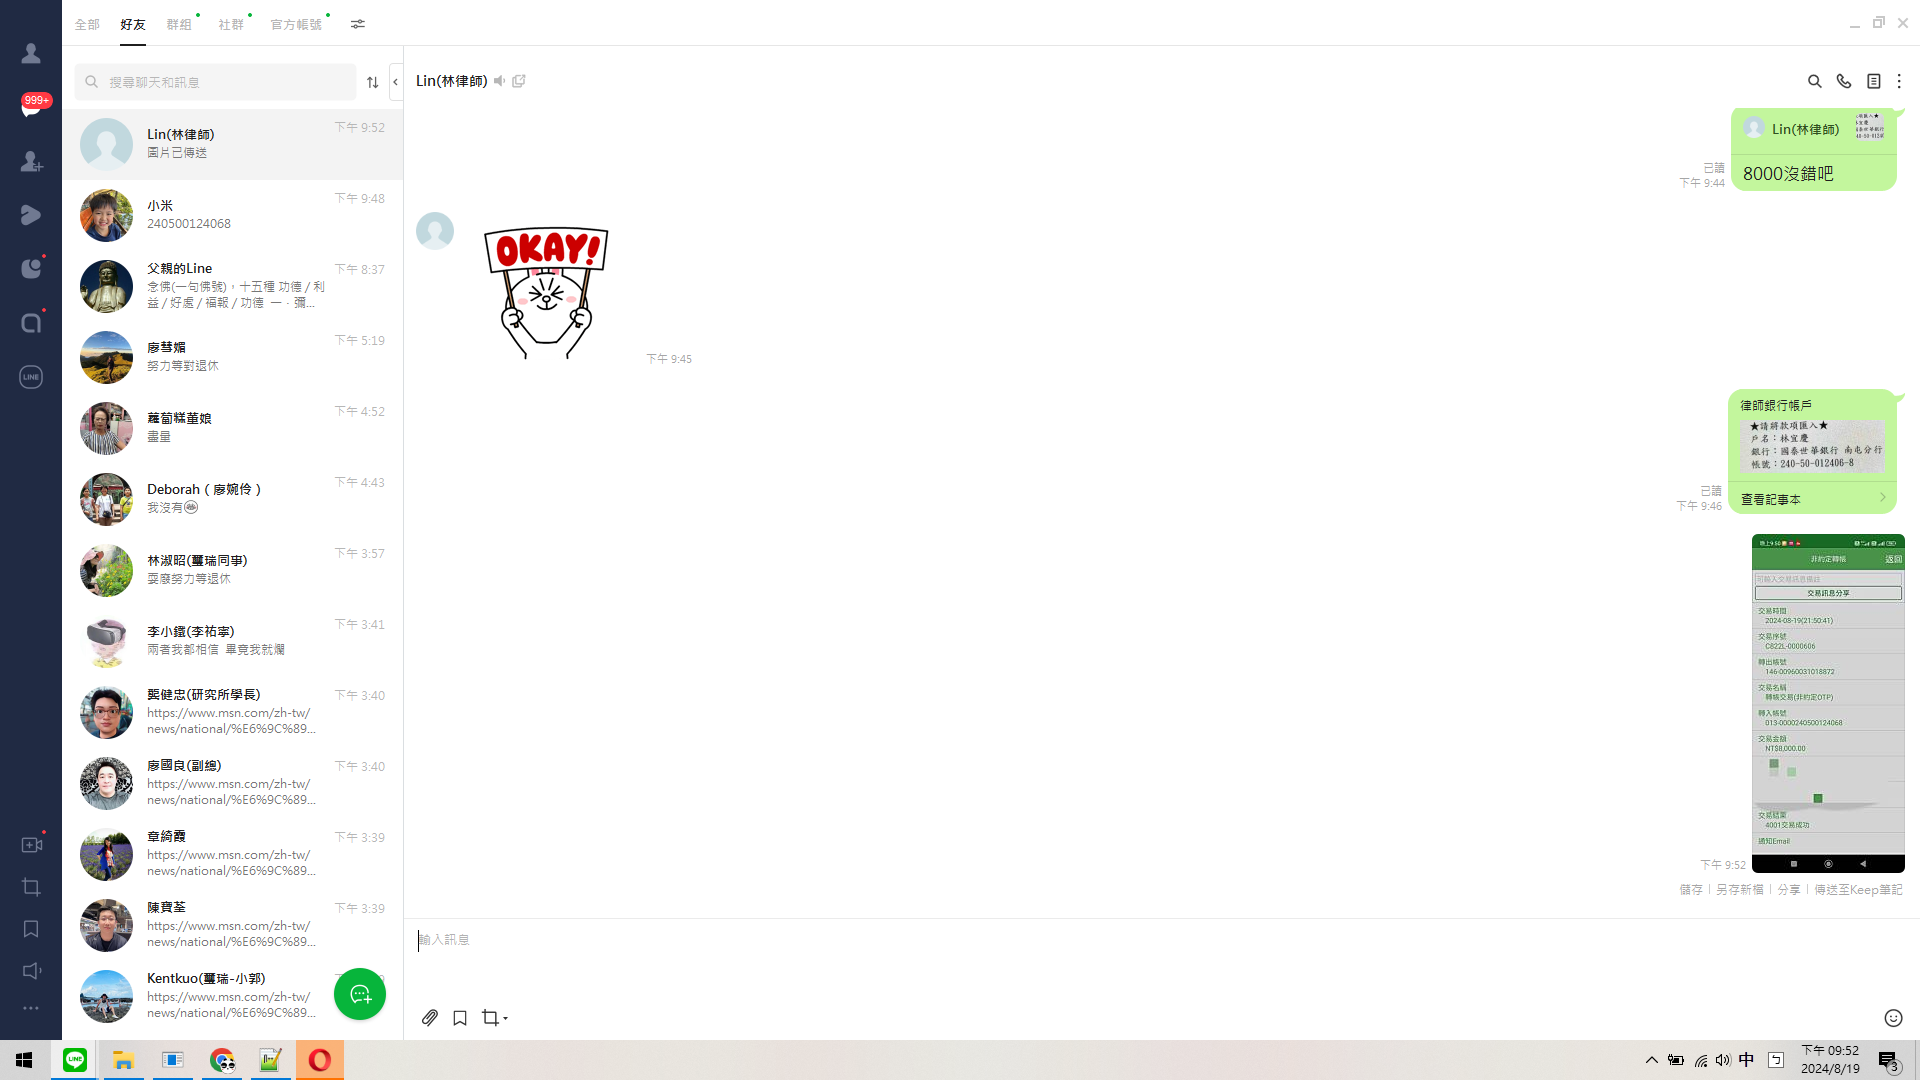 全部
好友
群組
社群
官方帳號
搜尋聊天和訊息
999+
LINE
Lin(林律師)
下午 9:52
圖片已傳送
小米
下午 9:48
240500124068
父親的Line
下午 8:37
念佛(一句佛號)，十五種 功德 / 利
益 / 好處 / 福報 / 功德 一．彌...
廖彗媚
下午 5:19
努力等對退休
蘿蔔糕董娘
下午 4:52
盡量
Deborah ( 廖婉伶 )
下午 4:43
我沒有
林淑昭(璽瑞同事)
下午 3:57
耍廢努力等退休
李小鐵(李祐寧)
下午 3:41
兩者我都相信 畢竟我就爛
龔健忠(研究所學長)
下午 3:40
https://www.msn.com/zh-tw/
news/national/%E6%9C%89...
廖國良(副總)
下午 3:40
https://www.msn.com/zh-tw/
news/national/%E6%9C%89...
章綺霞
下午 3:39
https://www.msn.com/zh-tw/
news/national/%E6%9C%89...
陳寶荃
下午 3:39
https://www.msn.com/zh-tw/
news/national/%E6%9C%89...
Kentkuo(璽瑞-小郭)
https://www.msn.com/zh-tw/
news/national/%E6%9C%89...
Lin(林律師)
Lin(林律師)
8000沒錯吧
已讀
下午 9:44
OKAY!
下午 9:45
律師銀行帳戶
★請將款項匯入★
戶名：林宜慶
銀行：國泰世華銀行 南屯分行
帳號：240-50-012406-8
查看記事本
已讀
下午 9:46
晚上9:50
非約定轉帳
返回
可輸入交易訊息備註
交易訊息分享
交易時間
2024-08-19(21:50:41)
交易序號
C822L-0000606
轉出帳號
146-00960031018872
交易名稱
轉帳交易(非約定OTP)
轉入帳號
013-0000240500124068
交易金額
NT$8,000.00
交易結果
4001交易成功
通知Email
下午 9:52
儲存 | 另存新檔 | 分享 | 傳送至Keep筆記
輸入訊息
中
ㄅ
下午 09:52
2024/8/19
3